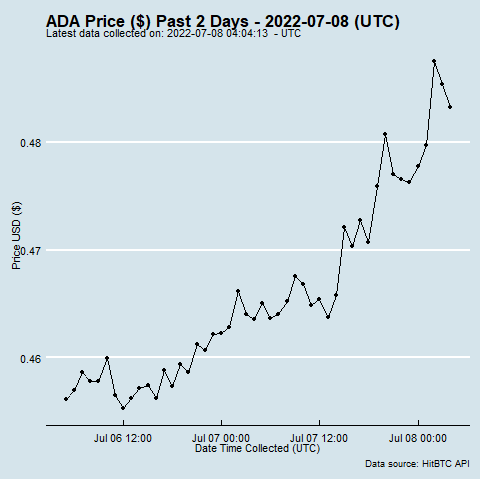 ADA Price ($) Past 2 Days - 2022-07-08 (UTC)
Latest data collected on: 2022-07-08 04:04:13 - UTC
0.48
0.47
0.46
Price USD ($)
Jul 06 12:00 Jul 07 00:00 Jul 07 12:00 Jul 08 00:00
Date Time Collected (UTC)
Data source: HitBTC API